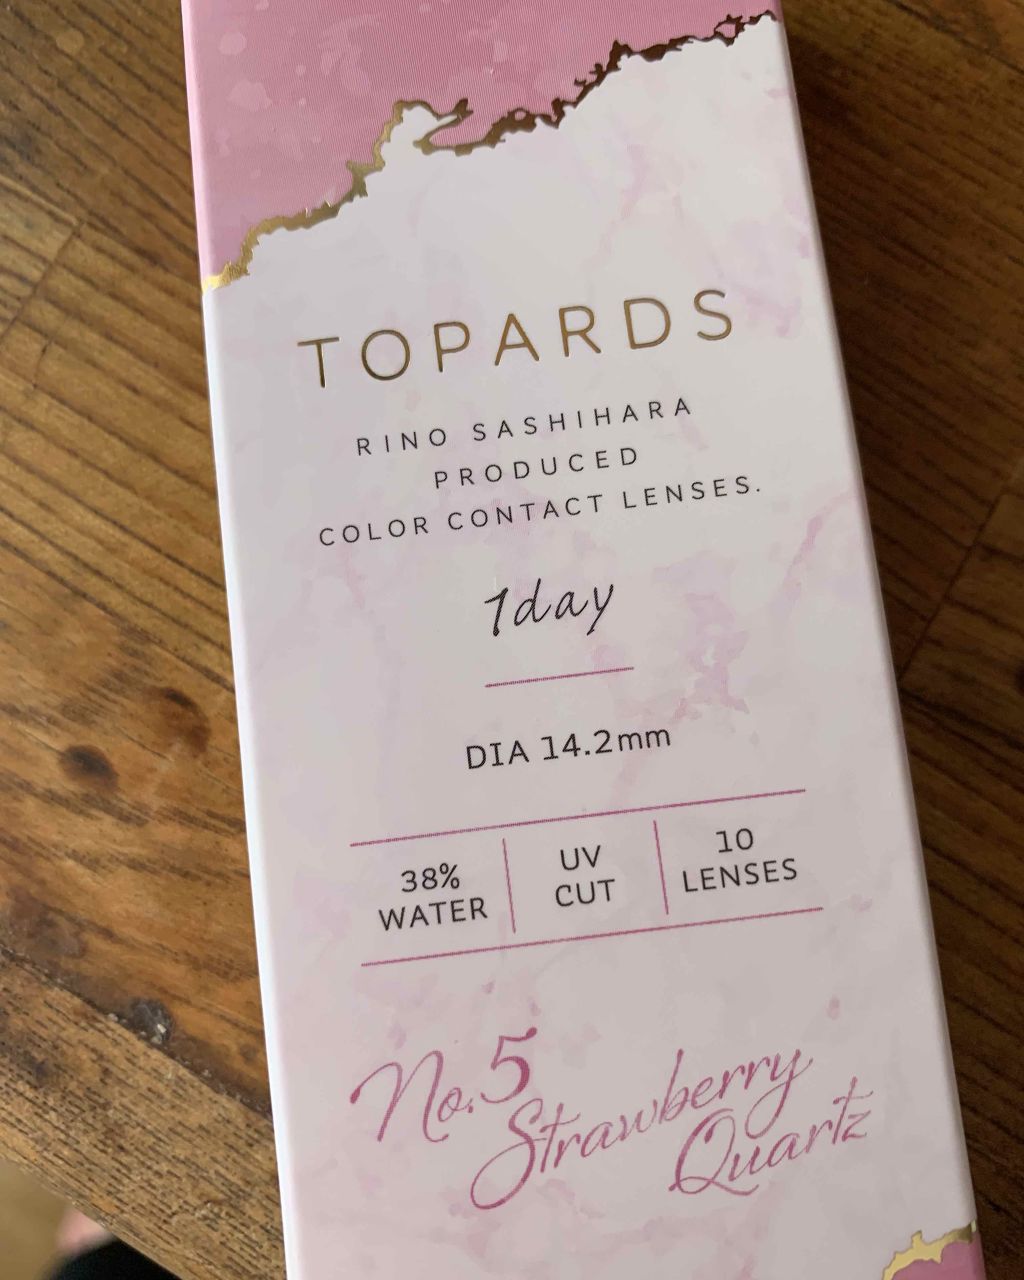 TOPARDS
RINO SASHIHARA
PRODUCED
COLOR CONTACT LENSES.
1day
DIA 14.2mm
38%
WATER
UV
CUT
10
LENSES
No.5
Strawberry
Quartz